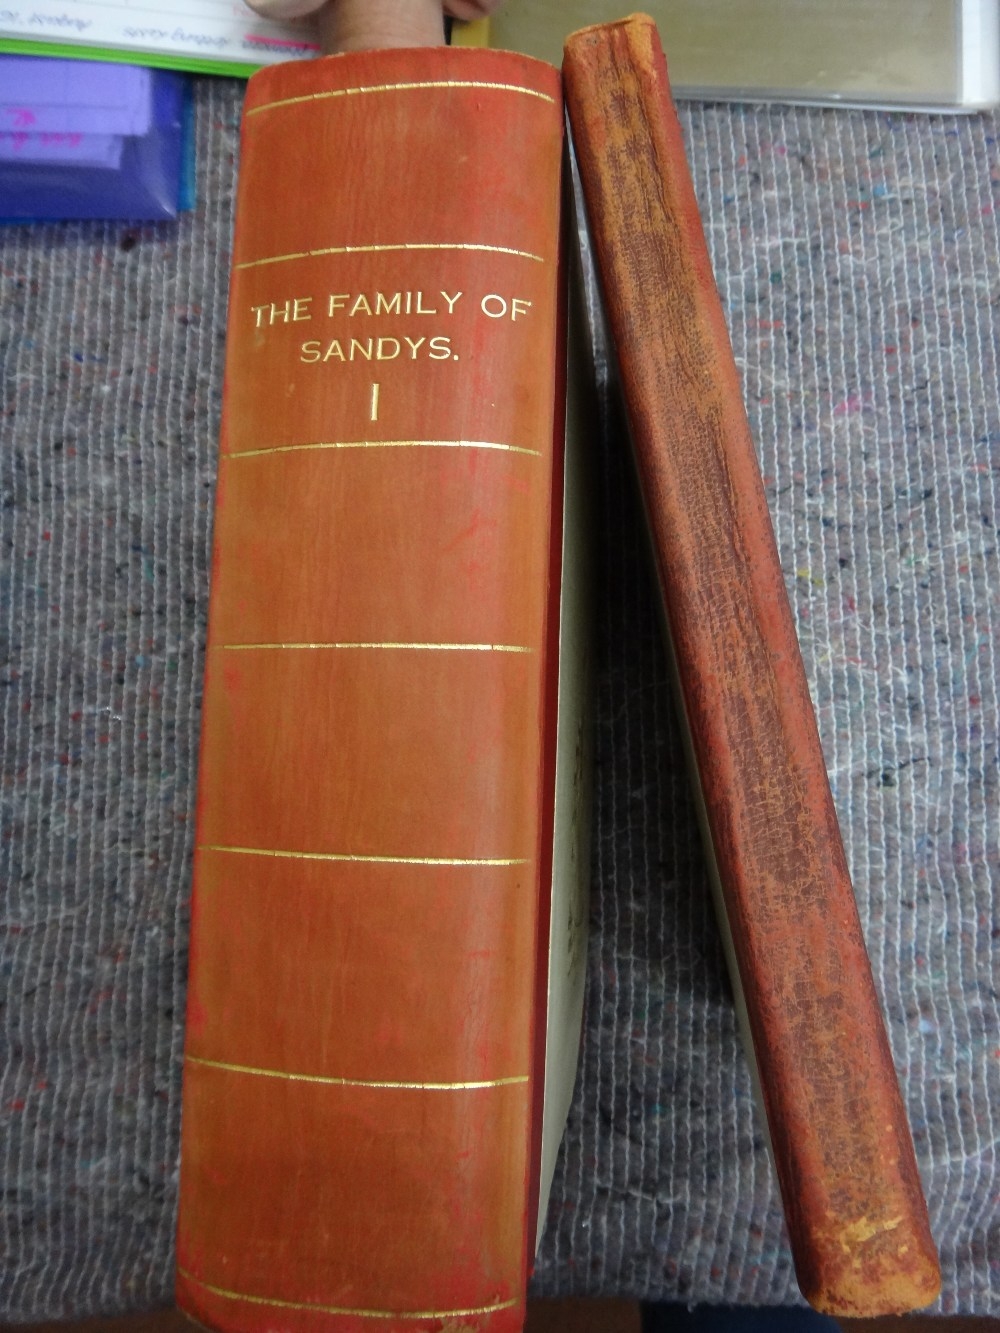 THE FAMILY OF
SANDYS.
I